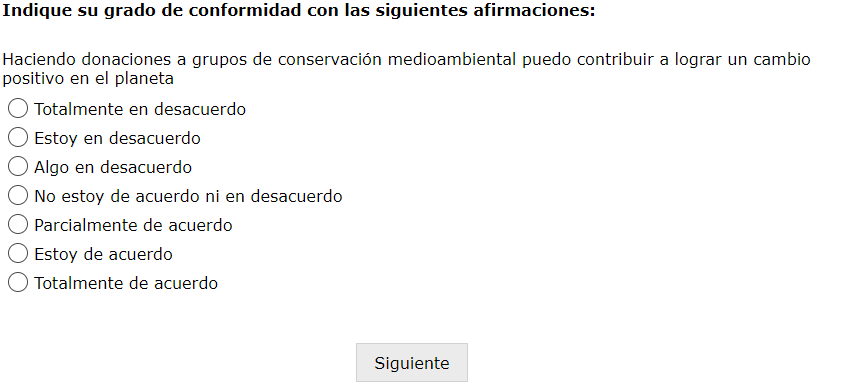 Indique su grado de conformidad con las siguientes afirmaciones:
Haciendo donaciones a grupos de conservación medioambiental puedo contribuir a lograr un cambio
positivo en el planeta
Totalmente en desacuerdo
Estoy en desacuerdo
Algo en desacuerdo
No estoy de acuerdo ni en desacuerdo
Parcialmente de acuerdo
Estoy de acuerdo
Totalmente de acuerdo
Siguiente